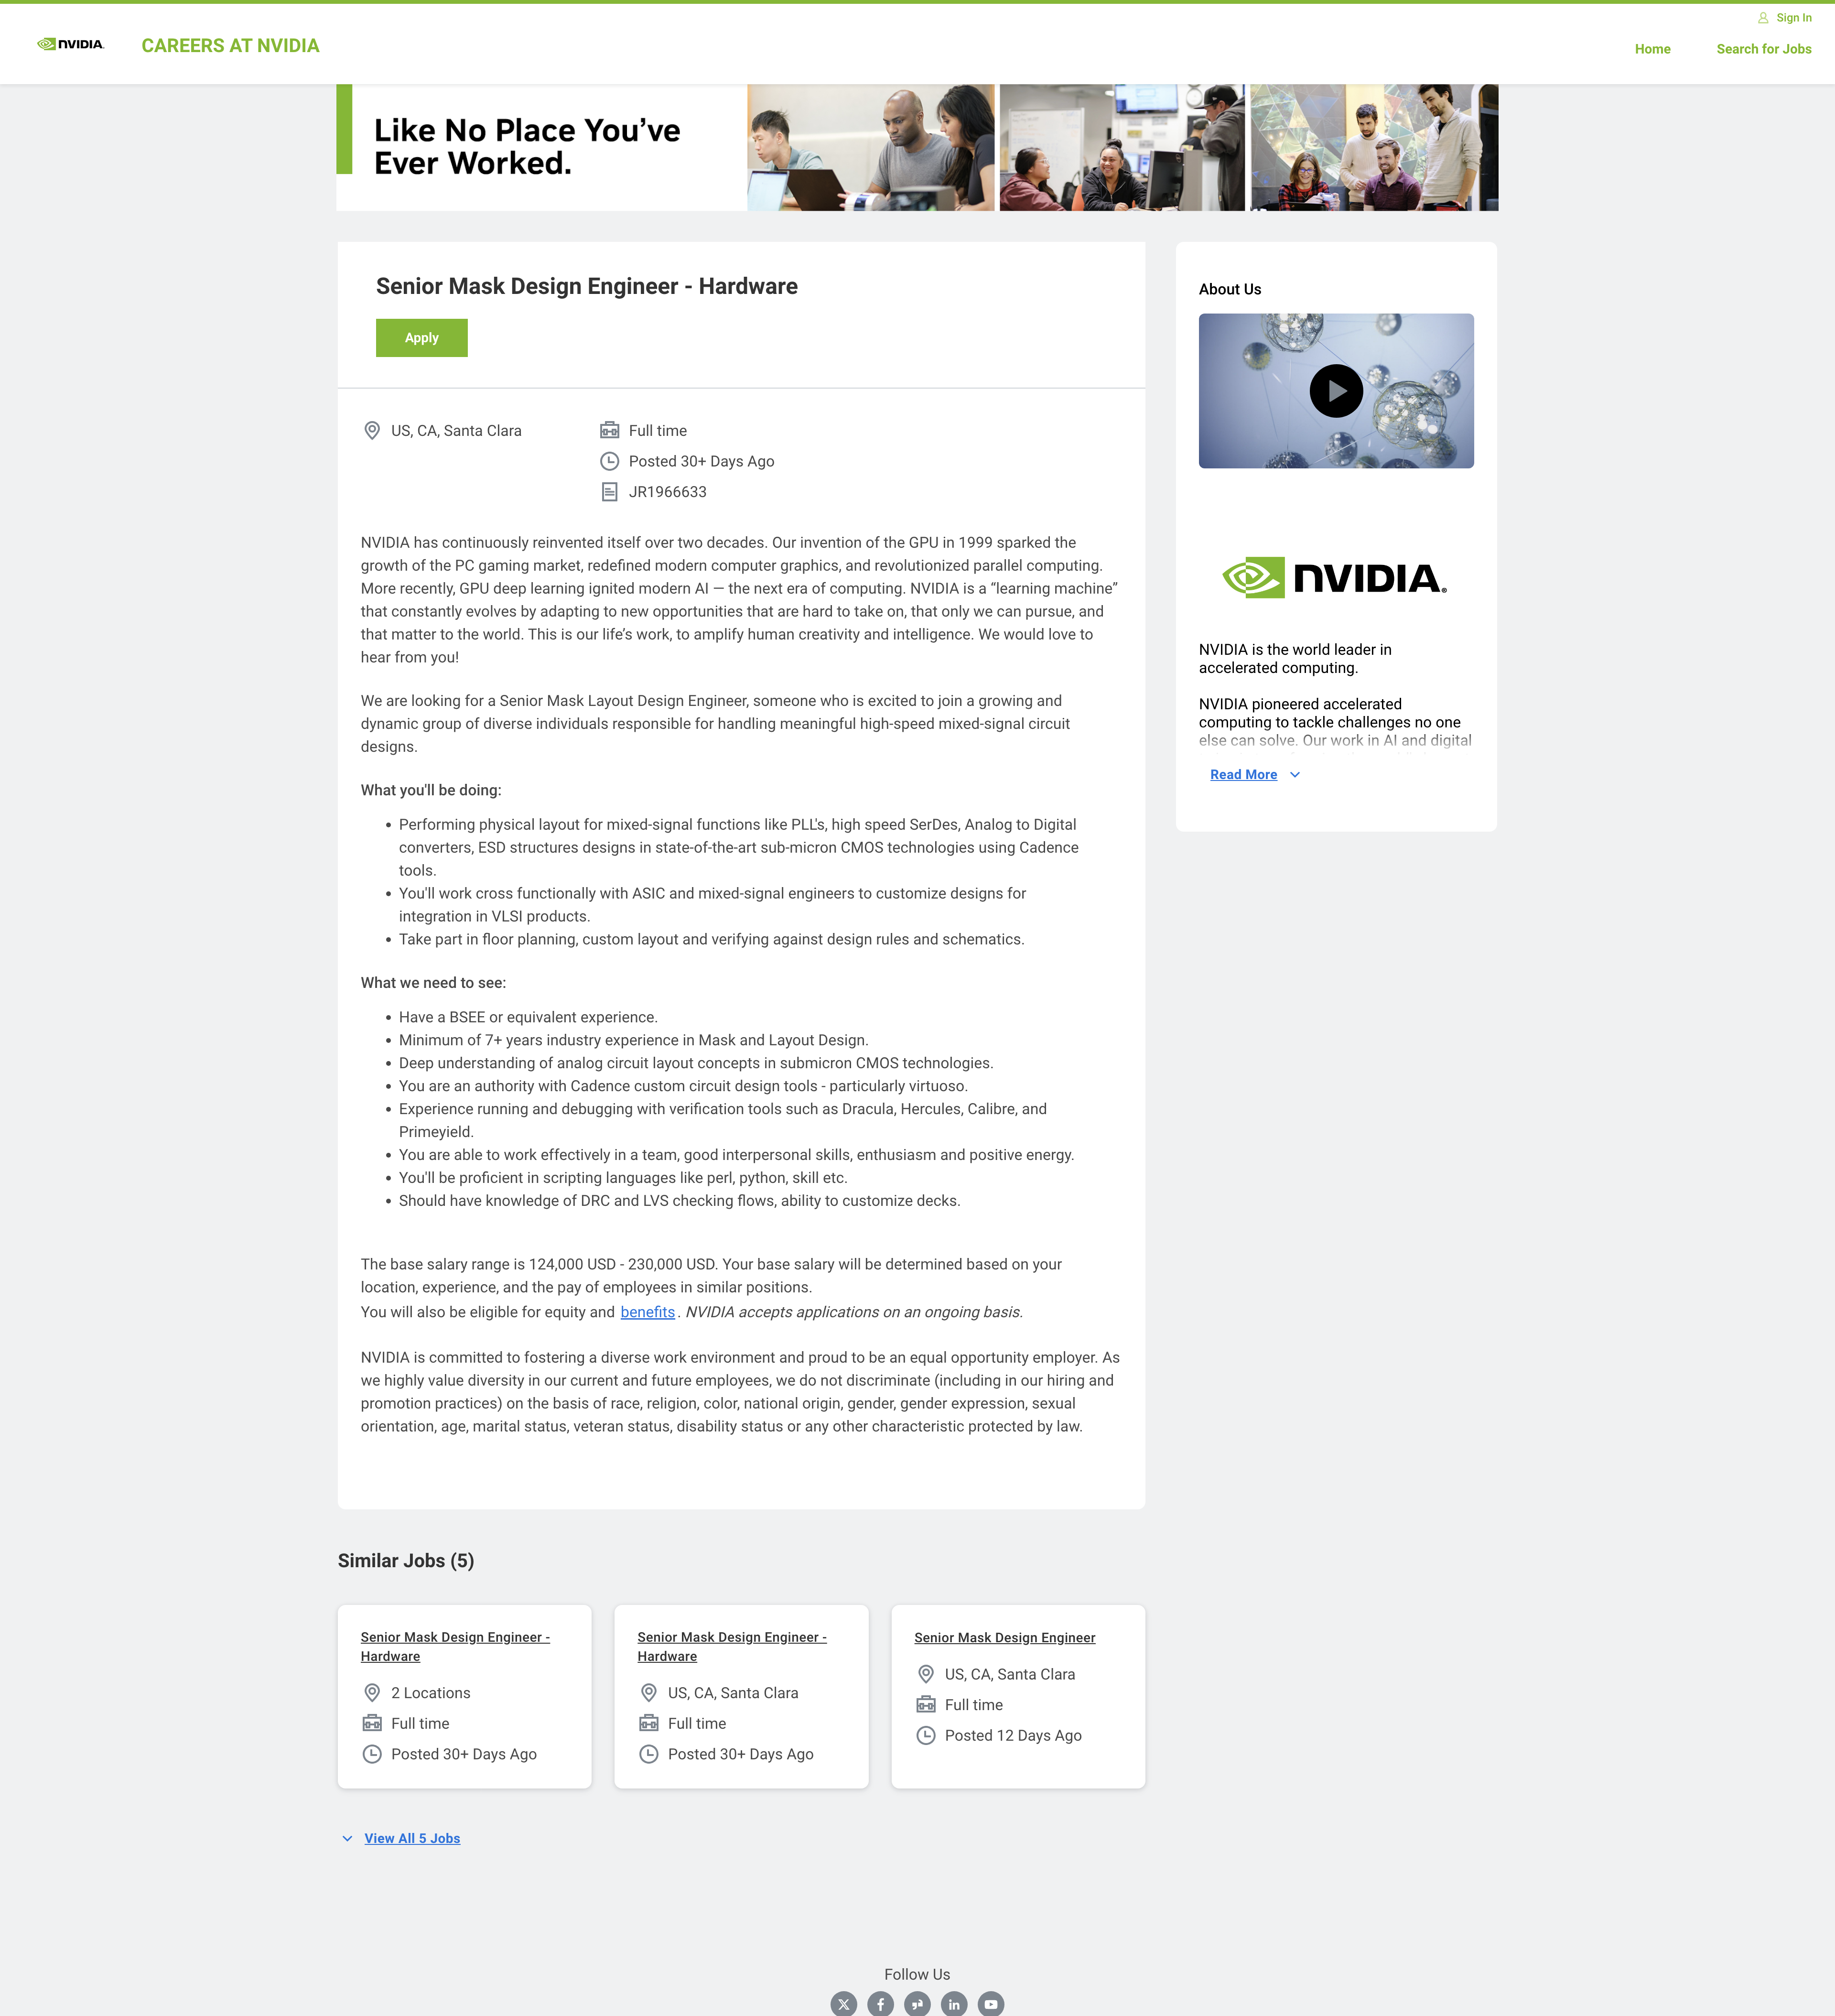 Sign In
NVIDIA.
CAREERS AT NVIDIA
Home
Search for Jobs
Like No Place You’ve
Ever Worked.
Senior Mask Design Engineer - Hardware
Apply
US, CA, Santa Clara
Full time
Posted 30+ Days Ago
JR1966633
NVIDIA has continuously reinvented itself over two decades. Our invention of the GPU in 1999 sparked the
growth of the PC gaming market, redefined modern computer graphics, and revolutionized parallel computing.
More recently, GPU deep learning ignited modern AI — the next era of computing. NVIDIA is a “learning machine”
that constantly evolves by adapting to new opportunities that are hard to take on, that only we can pursue, and
that matter to the world. This is our life’s work, to amplify human creativity and intelligence. We would love to
hear from you!
We are looking for a Senior Mask Layout Design Engineer, someone who is excited to join a growing and
dynamic group of diverse individuals responsible for handling meaningful high-speed mixed-signal circuit
designs.
What you'll be doing:
• Performing physical layout for mixed-signal functions like PLL's, high speed SerDes, Analog to Digital
converters, ESD structures designs in state-of-the-art sub-micron CMOS technologies using Cadence
tools.
• You'll work cross functionally with ASIC and mixed-signal engineers to customize designs for
integration in VLSI products.
• Take part in floor planning, custom layout and verifying against design rules and schematics.
What we need to see:
• Have a BSEE or equivalent experience.
• Minimum of 7+ years industry experience in Mask and Layout Design.
• Deep understanding of analog circuit layout concepts in submicron CMOS technologies.
• You are an authority with Cadence custom circuit design tools - particularly virtuoso.
• Experience running and debugging with verification tools such as Dracula, Hercules, Calibre, and
Primeyield.
• You are able to work effectively in a team, good interpersonal skills, enthusiasm and positive energy.
• You'll be proficient in scripting languages like perl, python, skill etc.
• Should have knowledge of DRC and LVS checking flows, ability to customize decks.
The base salary range is 124,000 USD - 230,000 USD. Your base salary will be determined based on your
location, experience, and the pay of employees in similar positions.
You will also be eligible for equity and benefits. NVIDIA accepts applications on an ongoing basis.
NVIDIA is committed to fostering a diverse work environment and proud to be an equal opportunity employer. As
we highly value diversity in our current and future employees, we do not discriminate (including in our hiring and
promotion practices) on the basis of race, religion, color, national origin, gender, gender expression, sexual
orientation, age, marital status, veteran status, disability status or any other characteristic protected by law.
About Us
NVIDIA.
NVIDIA is the world leader in
accelerated computing.
NVIDIA pioneered accelerated
computing to tackle challenges no one
else can solve. Our work in AI and digital
Read More
Similar Jobs (5)
Senior Mask Design Engineer -
Hardware
2 Locations
Full time
Posted 30+ Days Ago
Senior Mask Design Engineer -
Hardware
US, CA, Santa Clara
Full time
Posted 30+ Days Ago
Senior Mask Design Engineer
US, CA, Santa Clara
Full time
Posted 12 Days Ago
View All 5 Jobs
Follow Us